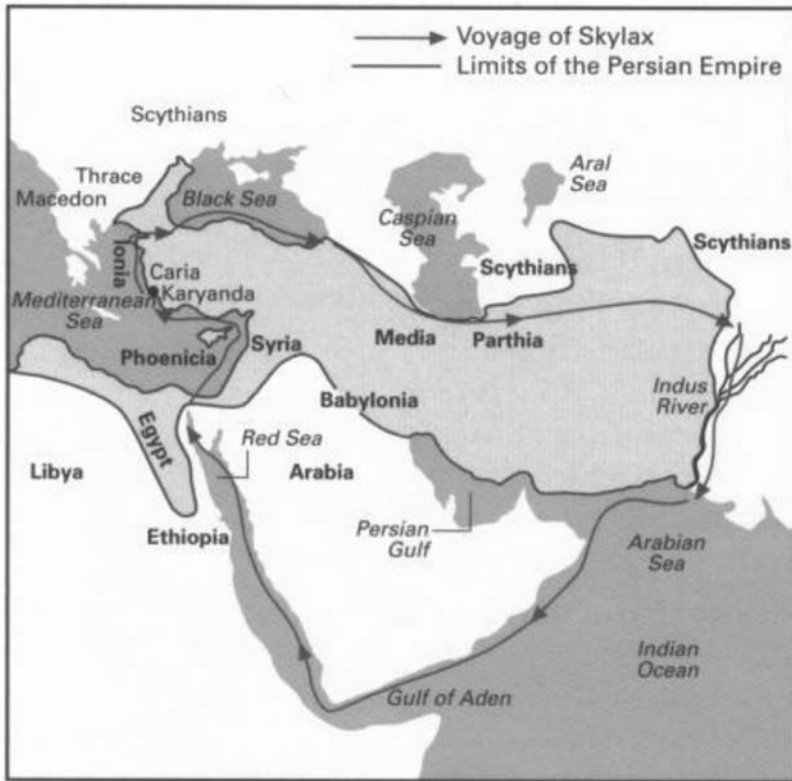 Voyage of Skylax
Limits of the Persian Empire
Scythians
Thrace
Macedon
Black Sea
Aral
Sea
Caspian
Sea
Scythians
Scythians
Ionia
Caria
Karyanda
Mediterranean
Sea
Phoenicia
Syria
Media
Parthia
Babylonia
Indus
River
Egypt
Red Sea
Libya
Arabia
Ethiopia
Persian
Gulf
Arabian
Sea
Indian
Ocean
Gulf of Aden